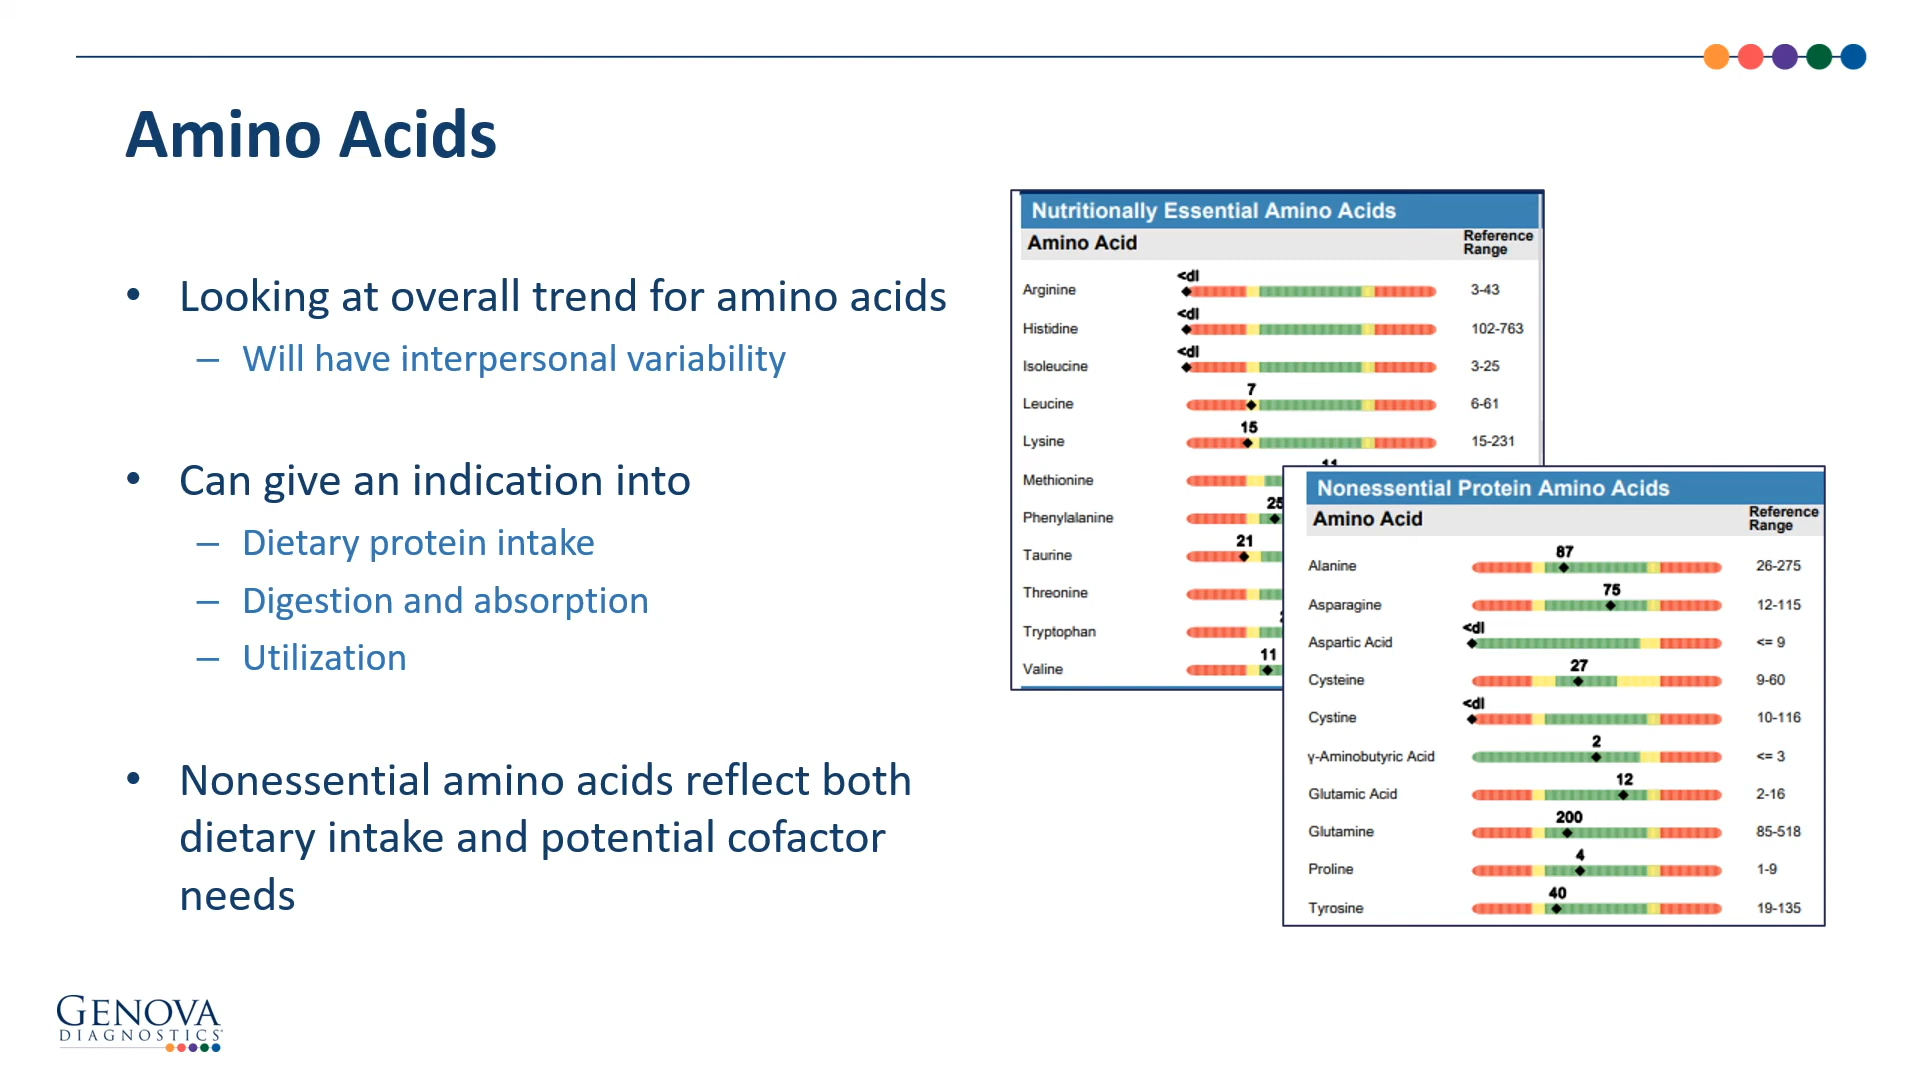 Amino Acids
• Looking at overall trend for amino acids
– Will have interpersonal variability
• Can give an indication into
– Dietary protein intake
– Digestion and absorption
– Utilization
• Nonessential amino acids reflect both
dietary intake and potential cofactor
needs
Nutritionally Essential Amino Acids
Amino Acid Reference Range
Arginine <dl 3-43
Histidine <dl 102-763
Isoleucine <dl 3-25
Leucine 7 6-61
Lysine 15 15-231
Methionine
Phenylalanine 25
Taurine 21
Threonine
Tryptophan
Valine 11
Nonessential Protein Amino Acids
Amino Acid Reference Range
Alanine 87 26-275
Asparagine 75 12-115
Aspartic Acid <dl <= 9
Cysteine 27 9-60
Cystine <dl 10-116
γ-Aminobutyric Acid 2 <= 3
Glutamic Acid 12 2-16
Glutamine 200 85-518
Proline 4 1-9
Tyrosine 40 19-135
GENOVA
DIAGNOSTICS